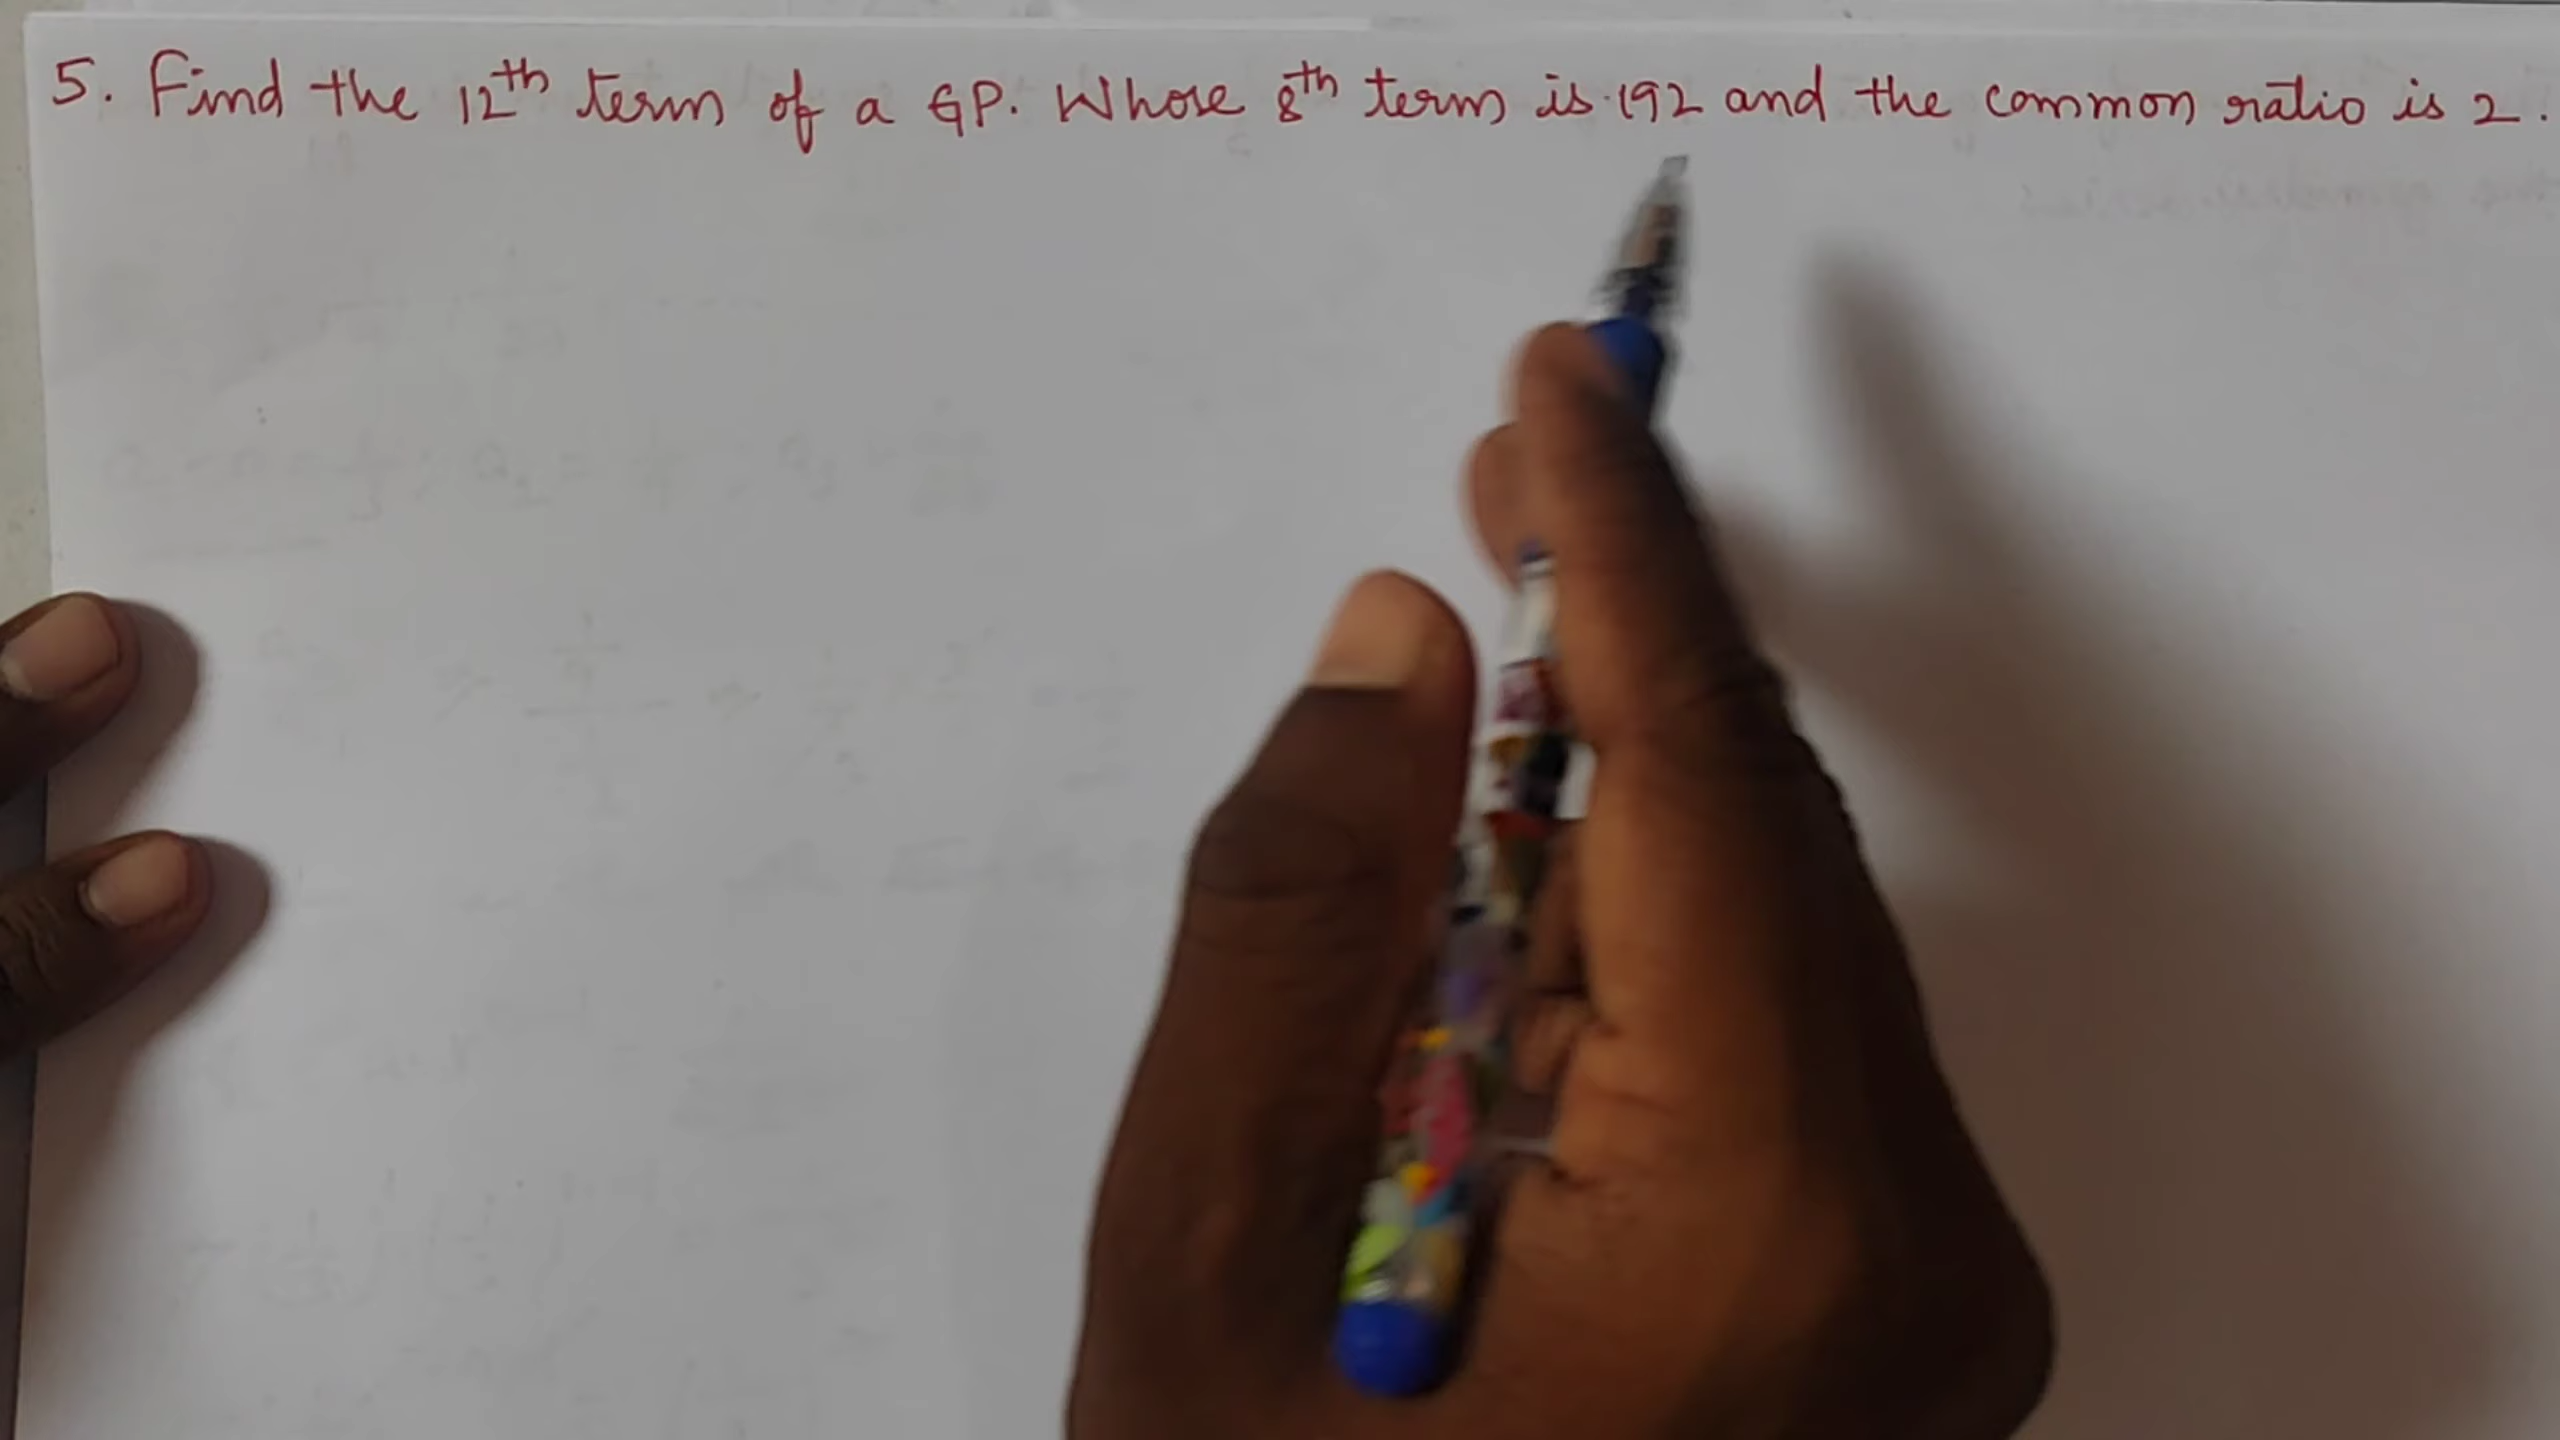 5. Find the 12th term of a GP. Whose 8th term is 192 and the common ratio is 2.